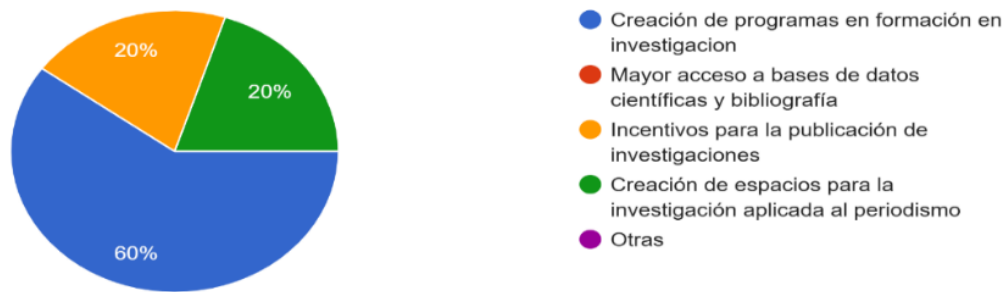 20%
20%
60%
Creación de programas en formación en
investigacion
Mayor acceso a bases de datos
científicas y bibliografía
Incentivos para la publicación de
investigaciones
Creación de espacios para la
investigación aplicada al periodismo
Otras